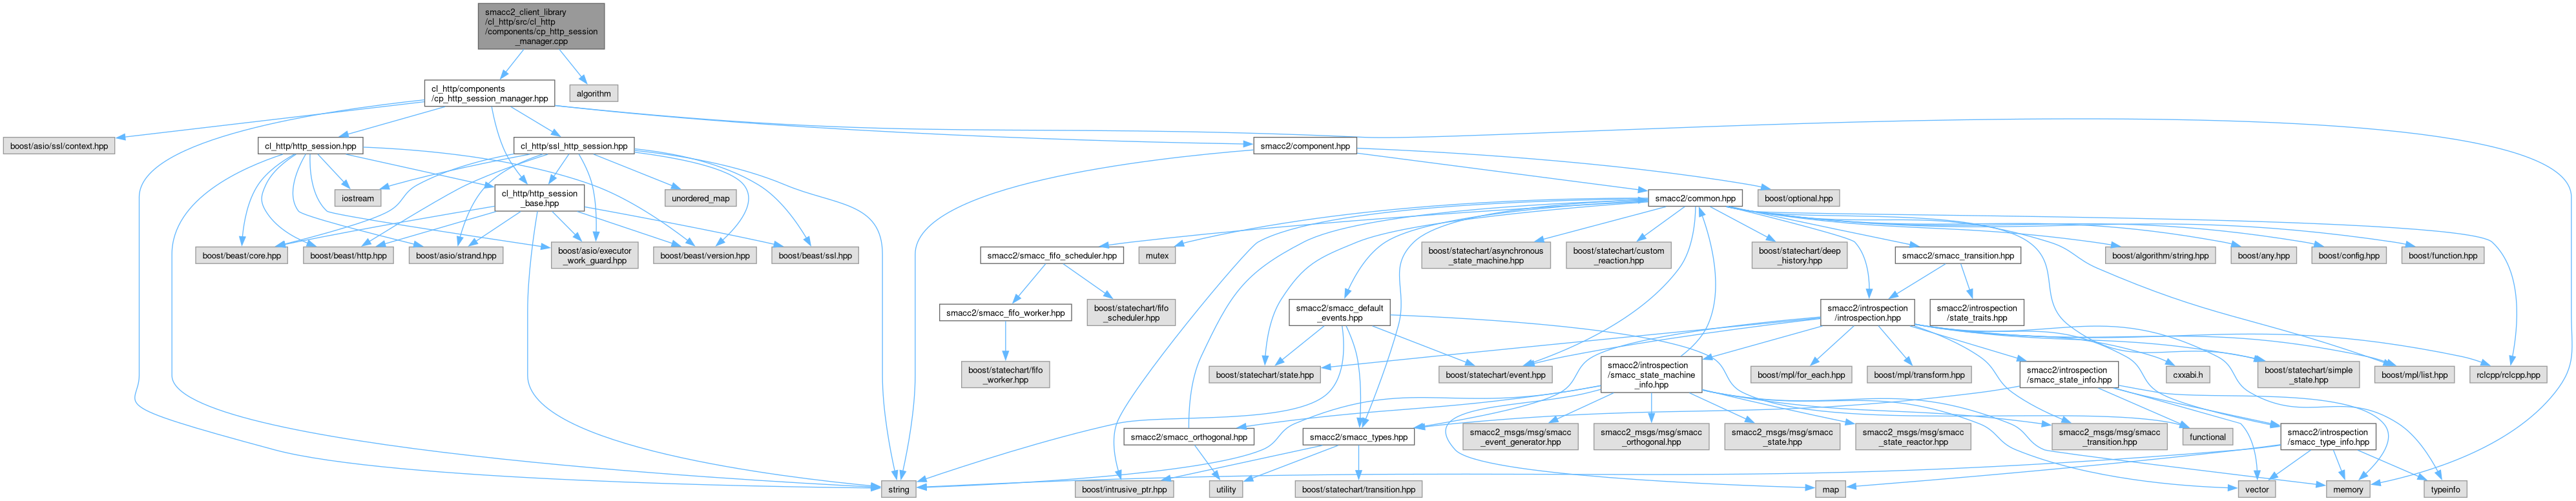 smacc2_client_library
/cl_http/src/cl_http
/components/cp_http_session
_manager.cpp
cl_http/components
/cp_http_session_manager.hpp
algorithm
boost/asio/ssl/context.hpp
cl_http/http_session.hpp
cl_http/ssl_http_session.hpp
smacc2/component.hpp
iostream
cl_http/http_session
_base.hpp
unordered_map
smacc2/common.hpp
boost/optional.hpp
boost/beast/core.hpp
boost/beast/http.hpp
boost/asio/strand.hpp
boost/asio/executor
_work_guard.hpp
boost/beast/version.hpp
boost/beast/ssl.hpp
smacc2/smacc_fifo_scheduler.hpp
mutex
boost/statechart/asynchronous
_state_machine.hpp
boost/statechart/custom
_reaction.hpp
boost/statechart/deep
_history.hpp
smacc2/smacc_transition.hpp
boost/algorithm/string.hpp
boost/any.hpp
boost/config.hpp
boost/function.hpp
smacc2/smacc_fifo_worker.hpp
boost/statechart/fifo
_scheduler.hpp
smacc2/smacc_default
_events.hpp
smacc2/introspection
/introspection.hpp
smacc2/introspection
/state_traits.hpp
boost/statechart/fifo
_worker.hpp
boost/statechart/state.hpp
boost/statechart/event.hpp
smacc2/introspection
/smacc_state_machine
_info.hpp
boost/mpl/for_each.hpp
boost/mpl/transform.hpp
smacc2/introspection
/smacc_state_info.hpp
cxxabi.h
boost/statechart/simple
_state.hpp
boost/mpl/list.hpp
rclcpp/rclcpp.hpp
smacc2/smacc_orthogonal.hpp
smacc2/smacc_types.hpp
smacc2_msgs/msg/smacc
_event_generator.hpp
smacc2_msgs/msg/smacc
_orthogonal.hpp
smacc2_msgs/msg/smacc
_state.hpp
smacc2_msgs/msg/smacc
_state_reactor.hpp
smacc2_msgs/msg/smacc
_transition.hpp
functional
smacc2/introspection
/smacc_type_info.hpp
string
boost/intrusive_ptr.hpp
utility
boost/statechart/transition.hpp
map
vector
memory
typeinfo